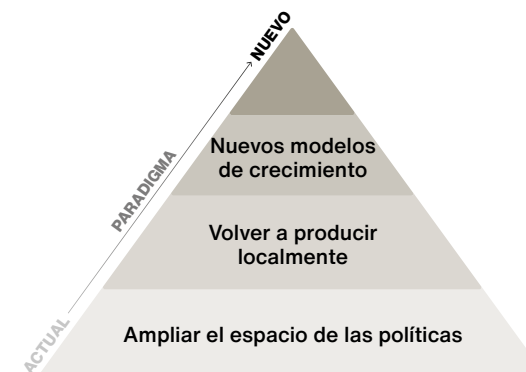 NUEVO
PARADIGMA
ACTUAL
Nuevos modelos
de crecimiento
Volver a producir
localmente
Ampliar el espacio de las políticas